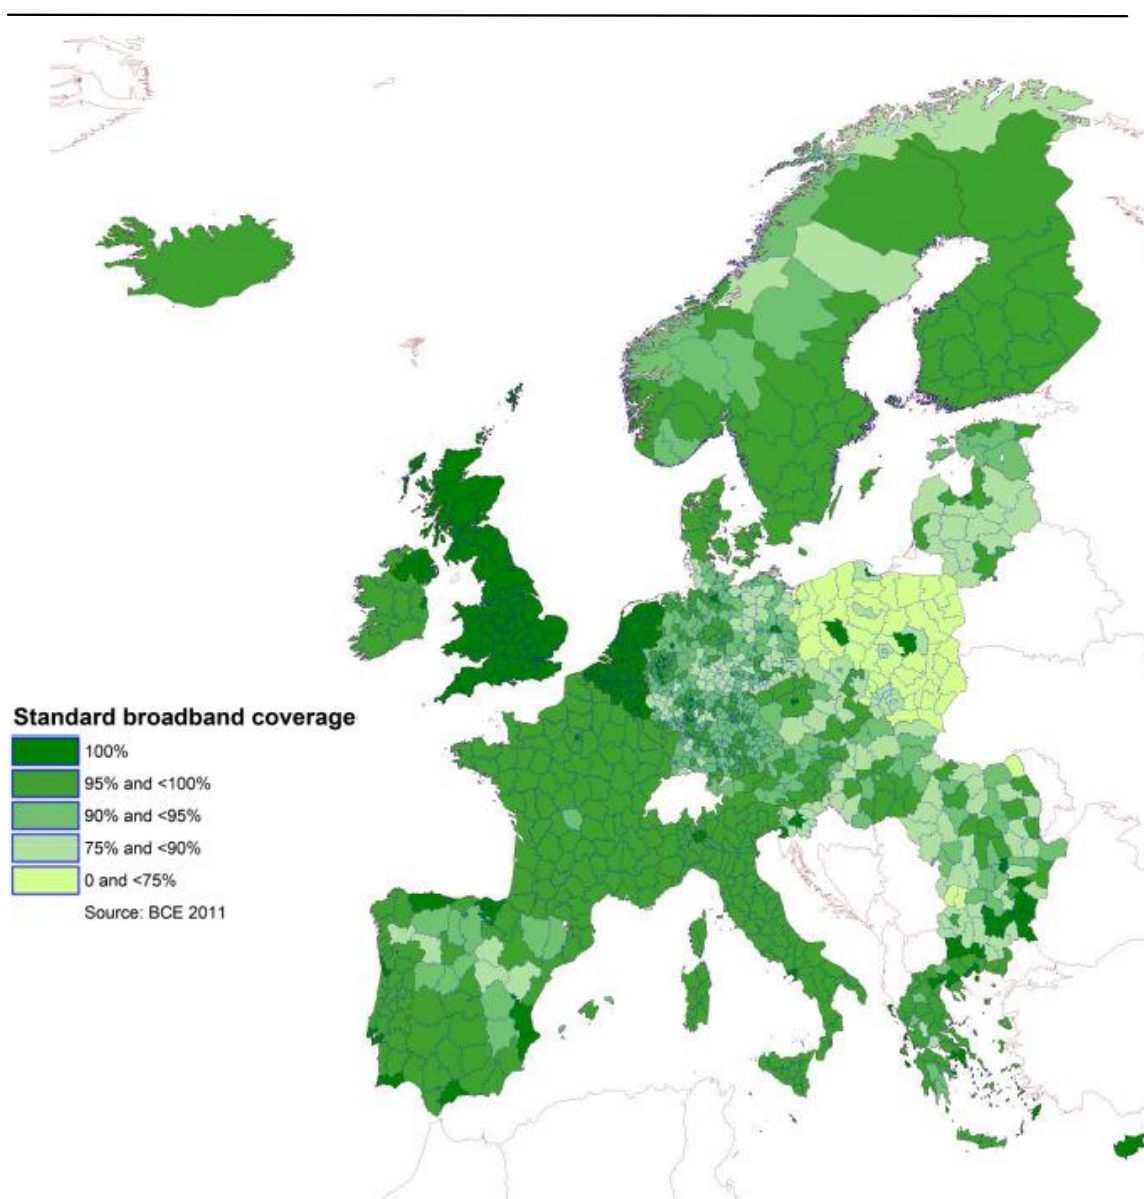 Standard broadband coverage
100%
95% and <100%
90% and <95%
75% and <90%
0 and <75%
Source: BCE 2011